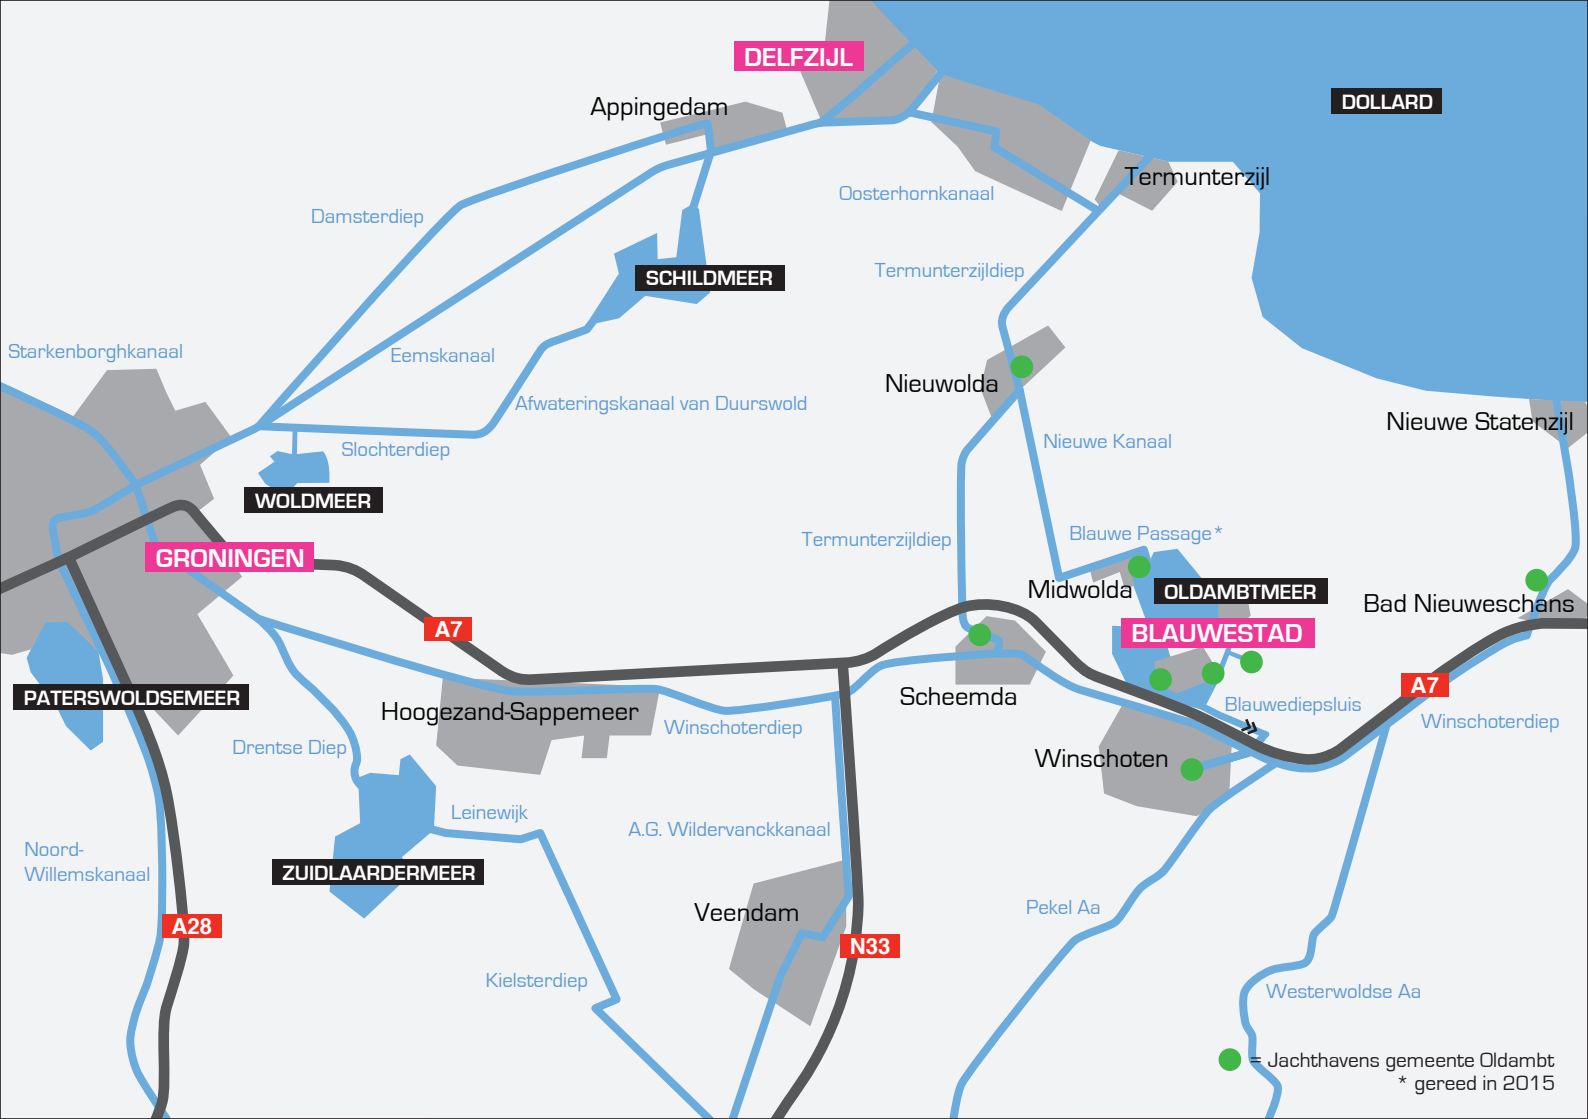 DELFZIJL
DOLLARD
Appingedam
Termunterzijl
Oosterhornkanaal
Damsterdiep
Termunterzijldiep
SCHILDMEER
Starkenborghkanaal
Eemskanaal
Nieuwolda
Afwateringskanaal van Duurswold
Nieuwe Statenzijl
Nieuwe Kanaal
Slochterdiep
WOLDMEER
Blauwe Passage*
Termunterzijldiep
GRONINGEN
Midwolda
OLDAMBTMEER
Bad Nieuweschans
A7
BLAUWESTAD
A7
PATERSWOLDSEMEER
Scheemda
Blauwediepsluis
Hoogezand-Sappemeer
Winschoterdiep
Winschoterdiep
Drentse Diep
Winschoten
Leinewijk
A.G. Wildervanckkanaal
Noord-
Willemskanaal
ZUIDLAARDERMEER
Veendam
Pekel Aa
A28
N33
Kielsterdiep
Westerwoldse Aa
= Jachthavens gemeente Oldambt
* gereed in 2015